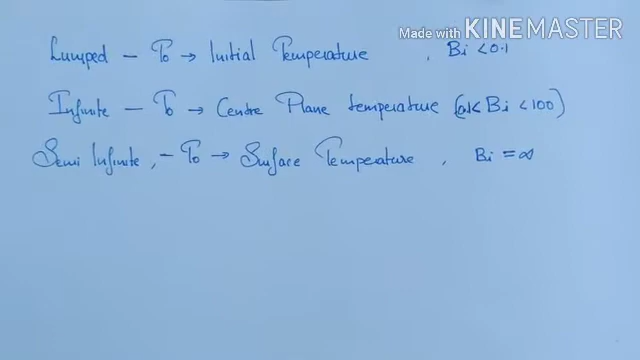 Made with KINEMASTER
Lumped – To → Initial Temperature , Bi < 0.1
Infinite – To → Centre Plane temperature (0.1< Bi < 100)
Semi Infinite, – To → Surface Temperature , Bi = ∞